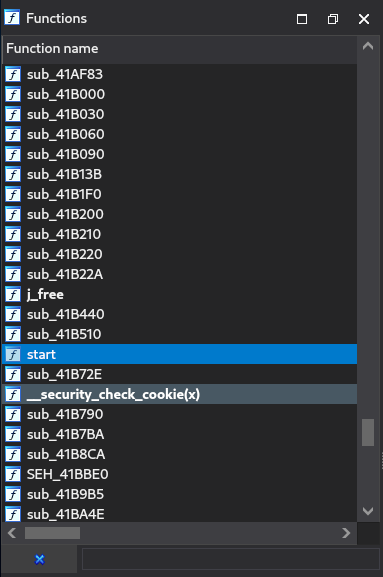 Functions
Function name
sub_41AF83
sub_41B000
sub_41B030
sub_41B060
sub_41B090
sub_41B13B
sub_41B1F0
sub_41B200
sub_41B210
sub_41B220
sub_41B22A
j_free
sub_41B440
sub_41B510
start
sub_41B72E
__security_check_cookie(x)
sub_41B790
sub_41B7BA
sub_41B8CA
SEH_41BBE0
sub_41B9B5
sub_41BA4E